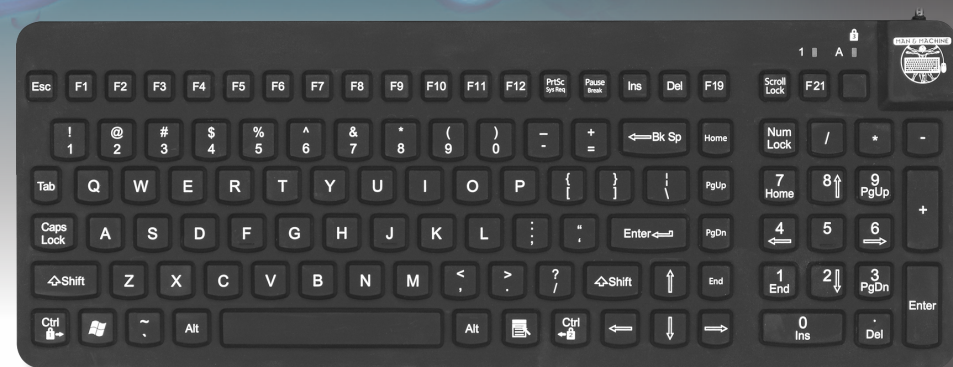 1 A
MAN & MACHINE
Esc F1 F2 F3 F4 F5 F6 F7 F8 F9 F10 F11 F12 PrtSc Sys Req Pause Break Ins Del F19 Scroll Lock F21
! 1 @ 2 # 3 $ 4 % 5 ^ 6 & 7 * 8 ( 9 ) 0 – - + = ⇐Bk Sp Home Num Lock / * -
Tab Q W E R T Y U I O P { [ } ] ¦ \ PgUp 7 Home 8⇑ 9 PgUp +
Caps Lock A S D F G H J K L : ; “ ‘ Enter PgDn 4 ⇐ 5 6 ⇒
Shift Z X C V B N M < , > . ? / Shift ⇑ End 1 End 2⇓ 3 PgDn Enter
Ctrl ~ ` Alt Alt Ctrl ⇐ ⇓ ⇒ 0 Ins . Del